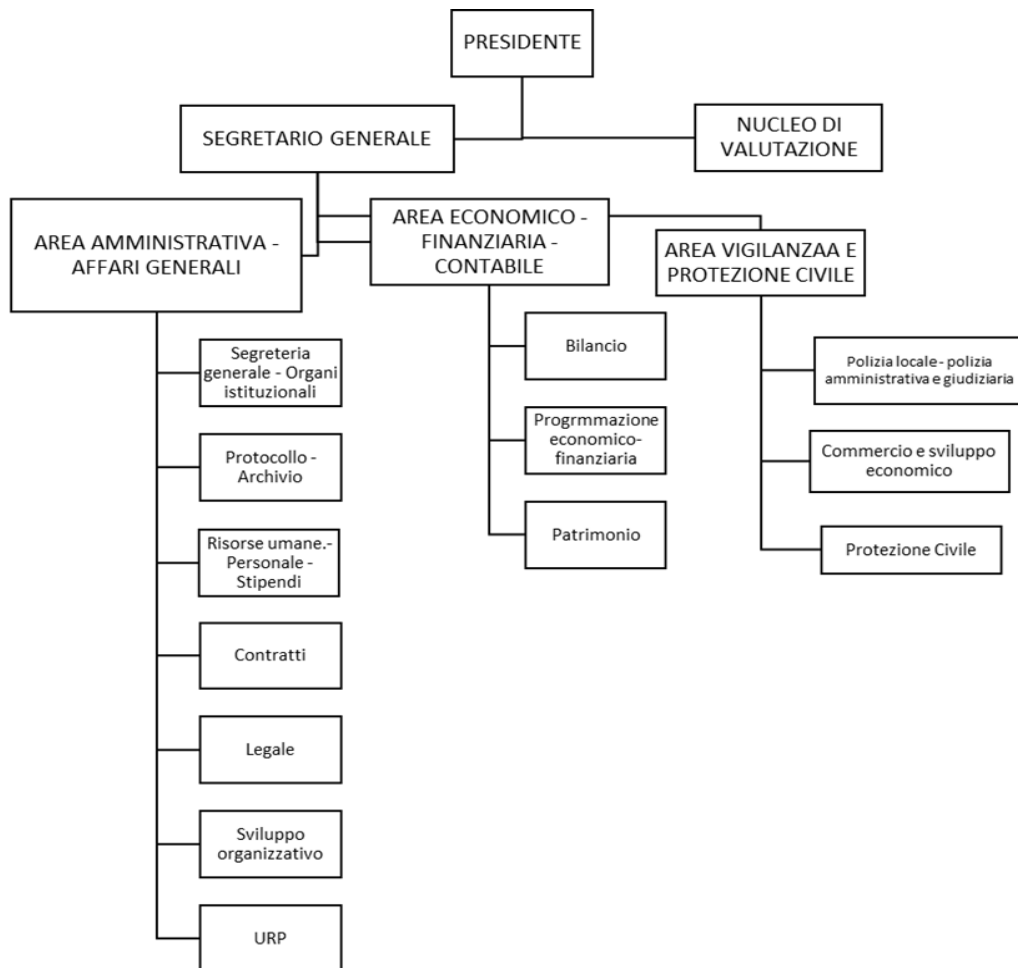 PRESIDENTE
SEGRETARIO GENERALE
NUCLEO DI
VALUTAZIONE
AREA AMMINISTRATIVA -
AFFARI GENERALI
AREA ECONOMICO -
FINANZIARIA -
CONTABILE
AREA VIGILANZAA E
PROTEZIONE CIVILE
Segreteria
generale - Organi
istituzionali
Protocollo -
Archivio
Risorse umane.-
Personale -
Stipendi
Contratti
Legale
Sviluppo
organizzativo
URP
Bilancio
Progrmmazione
economico-
finanziaria
Patrimonio
Polizia locale - polizia
amministrativa e giudiziaria
Commercio e sviluppo
economico
Protezione Civile